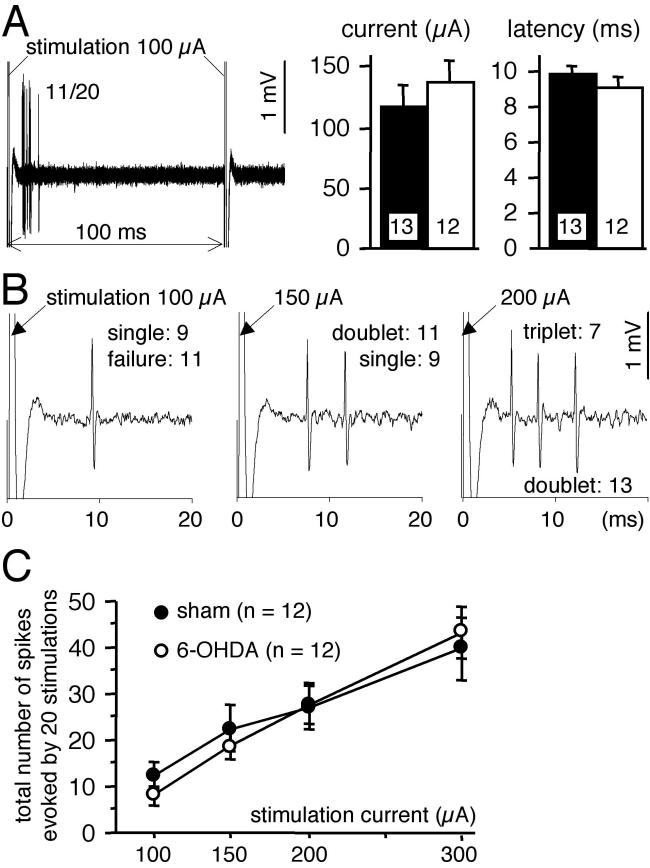 A
stimulation 100 µA
11/20
1 mV
100 ms
current (µA)
150
100
50
0
13
12
latency (ms)
10
8
6
4
2
0
13
12
B
stimulation 100 µA
single: 9
failure: 11
0
10
20
150 µA
doublet: 11
single: 9
0
10
20
200 µA
triplet: 7
1 mV
doublet: 13
0
10
(ms)
C
total number of spikes
evoked by 20 stimulations
50
40
30
20
10
0
sham (n = 12)
6-OHDA (n = 12)
stimulation current (µA)
100
150
200
300